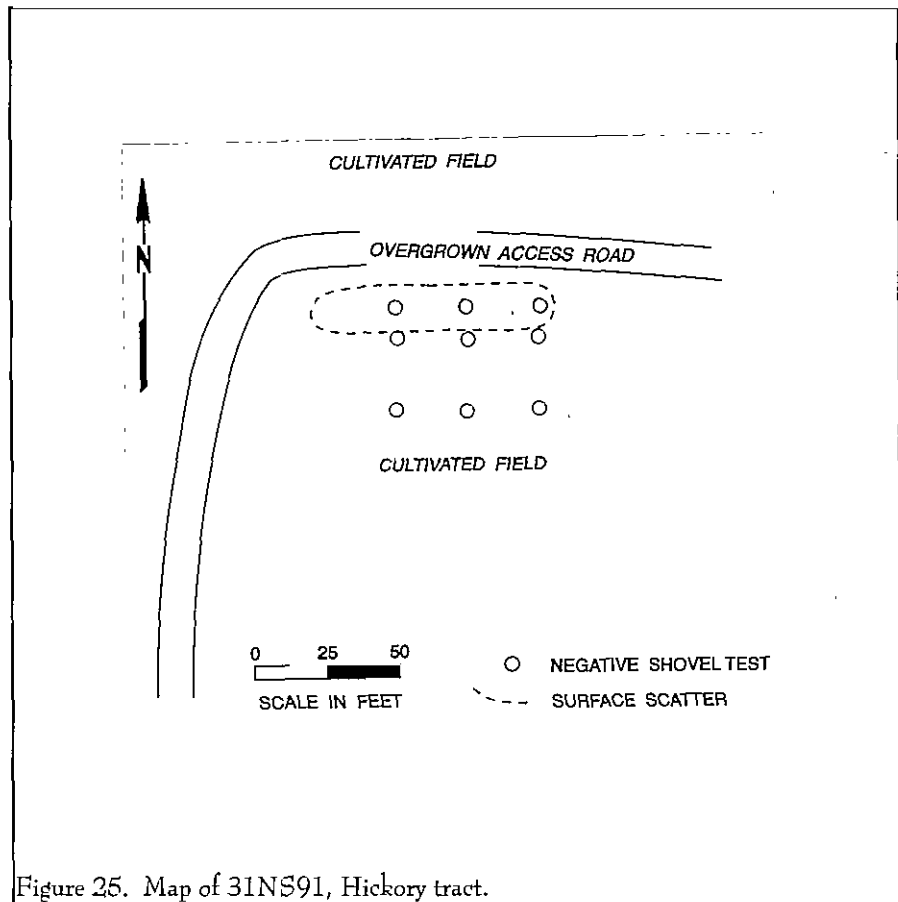 CULTIVATED FIELD
N
OVERGROWN ACCESS ROAD
CULTIVATED FIELD
0 25 50
SCALE IN FEET
NEGATIVE SHOVEL TEST
SURFACE SCATTER
Figure 25. Map of 31NS91, Hickory tract.